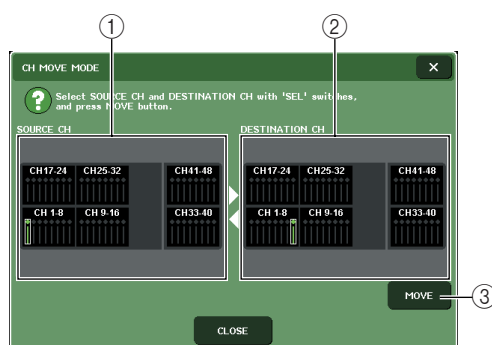 ① ②
CH MOVE MODE ×
? Select SOURCE CH and DESTINATION CH with 'SEL' switches,
and press MOVE button.
SOURCE CH DESTINATION CH
CH17-24 CH25-32 CH41-48 CH17-24 CH25-32 CH41-48
CH 1-8 CH 9-16 CH33-40 CH 1-8 CH 9-16 CH33-40
MOVE ③
CLOSE